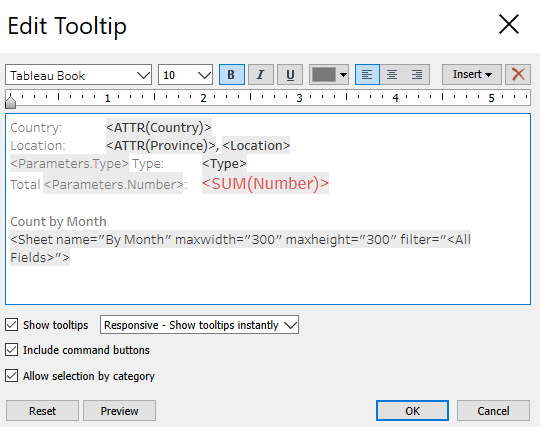 Edit Tooltip
Tableau Book 10 B I U Insert
1 2 3 4 5
Country: <ATTR(Country)>
Location: <ATTR(Province)>, <Location>
<Parameters.Type> Type: <Type>
Total <Parameters.Number>: <SUM(Number)>
Count by Month
<Sheet name="By Month" maxwidth="300" maxheight="300" filter="<All
Fields>">
Show tooltips Responsive - Show tooltips instantly
Include command buttons
Allow selection by category
Reset Preview OK Cancel